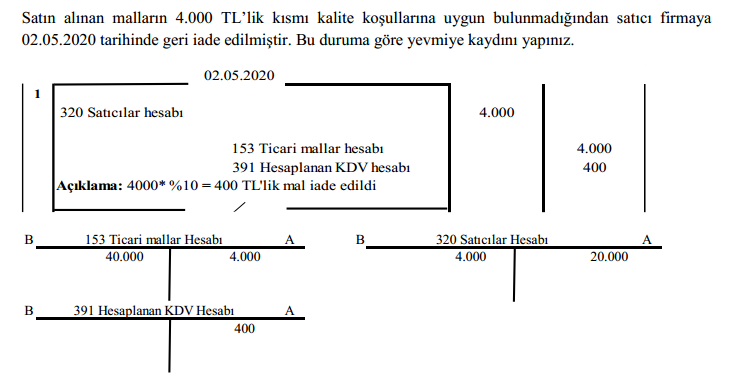 Satın alınan malların 4.000 TL’lik kısmı kalite koşullarına uygun bulunmadığından satıcı firmaya
02.05.2020 tarihinde geri iade edilmiştir. Bu duruma göre yevmiye kaydını yapınız.
02.05.2020
1
320 Satıcılar hesabı 4.000
153 Ticari mallar hesabı 4.000
391 Hesaplanan KDV hesabı 400
Açıklama: 4000* %10 = 400 TL'lik mal iade edildi
B 153 Ticari mallar Hesabı A B 320 Satıcılar Hesabı A
40.000 4.000 4.000 20.000
B 391 Hesaplanan KDV Hesabı A
400